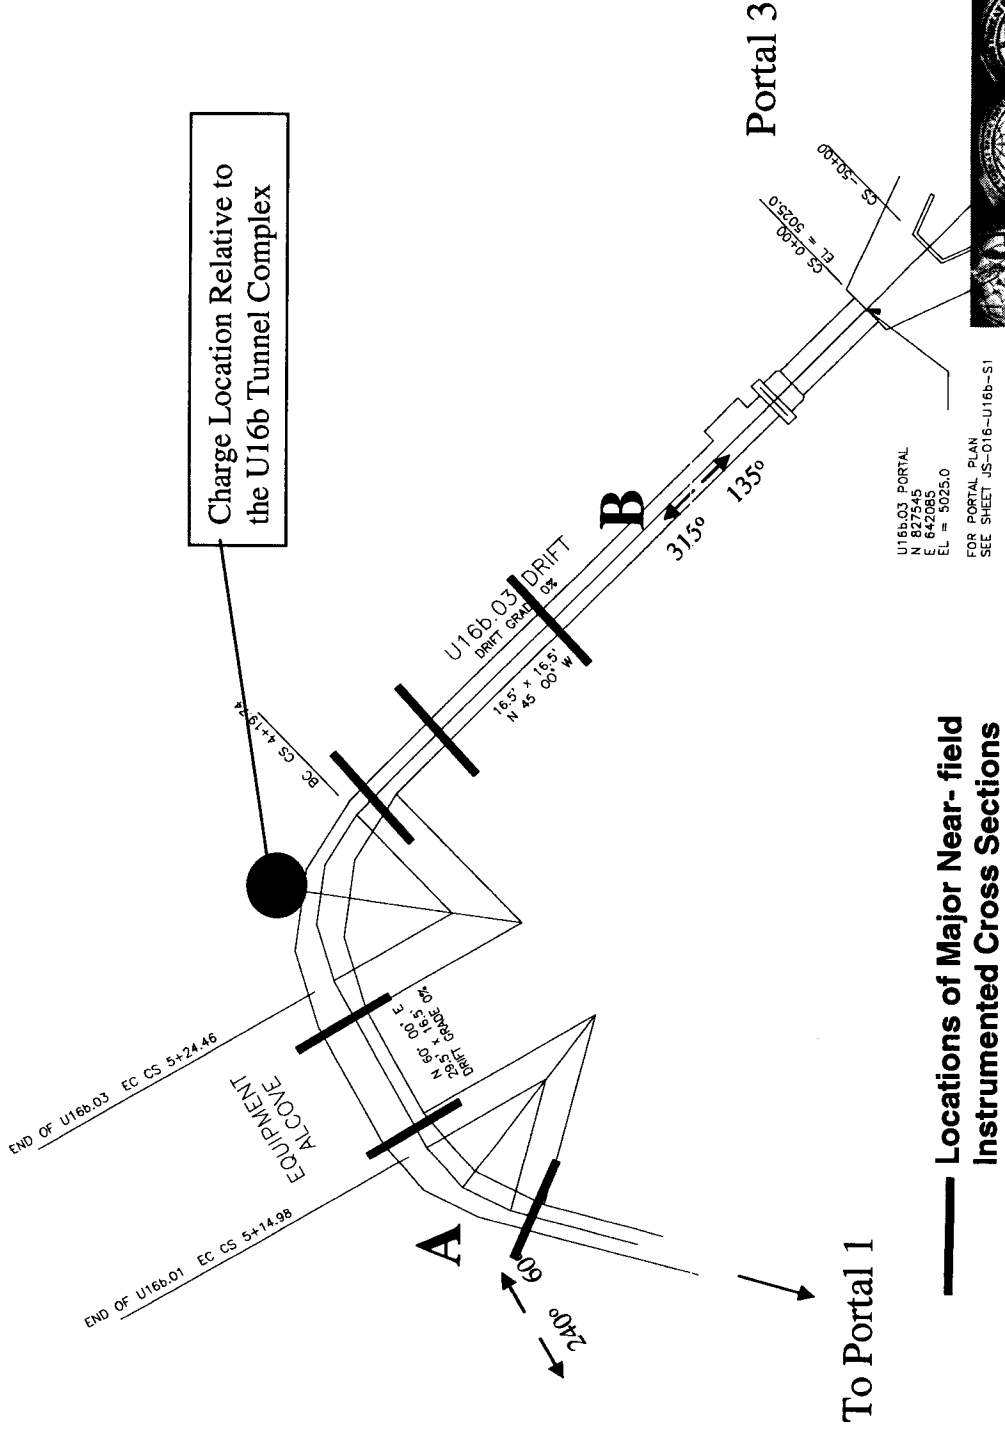 Charge Location Relative to
the U16b Tunnel Complex
Portal 3
CS -50+00
CS 0+00
EL = 5025.0
U16b.03 DRIFT
DRIFT GRADE 0%
16.5' x 16.5'
N 45° 00' W
B
315°
135°
BC CS 4+19.74
END OF U16b.03 EC CS 5+24.46
EQUIPMENT
ALCOVE
N 60° 00' E
29.5' x 16.5'
DRIFT GRADE 0%
END OF U16b.01 EC CS 5+14.98
A
60°
240°
To Portal 1
U16b.03 PORTAL
N 827545
E 642085
EL = 5025.0
FOR PORTAL PLAN
SEE SHEET JS-016-U16b-S1
Locations of Major Near-field
Instrumented Cross Sections